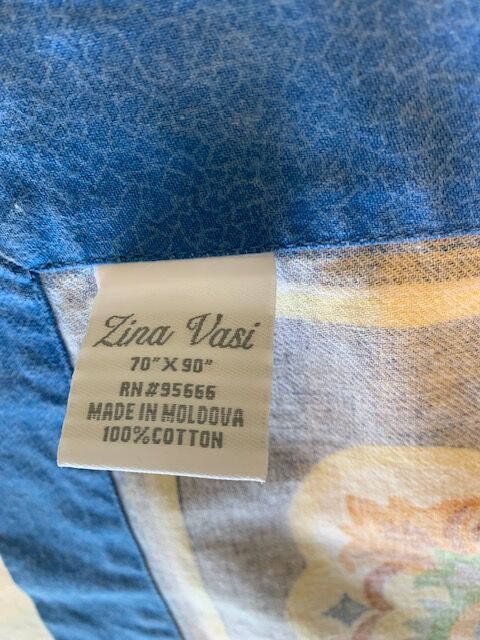 Zina Vasi
70" X 90"
RN#95666
MADE IN MOLDOVA
100%COTTON